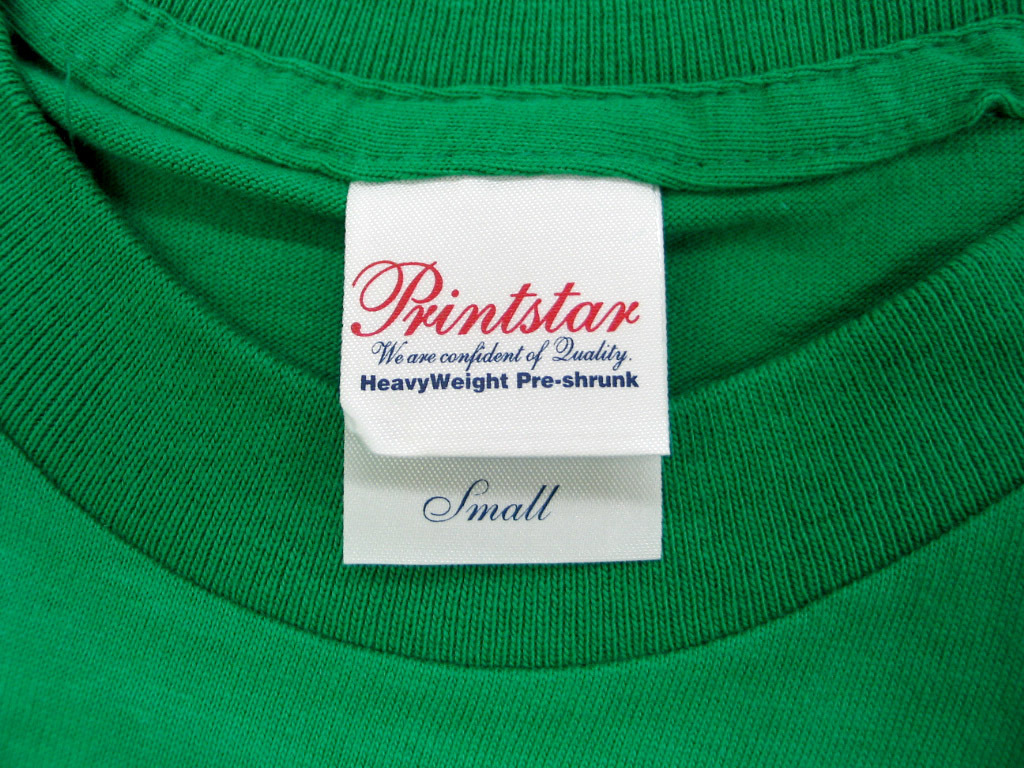 Printstar
We are confident of Quality.
HeavyWeight Pre-shrunk
Small